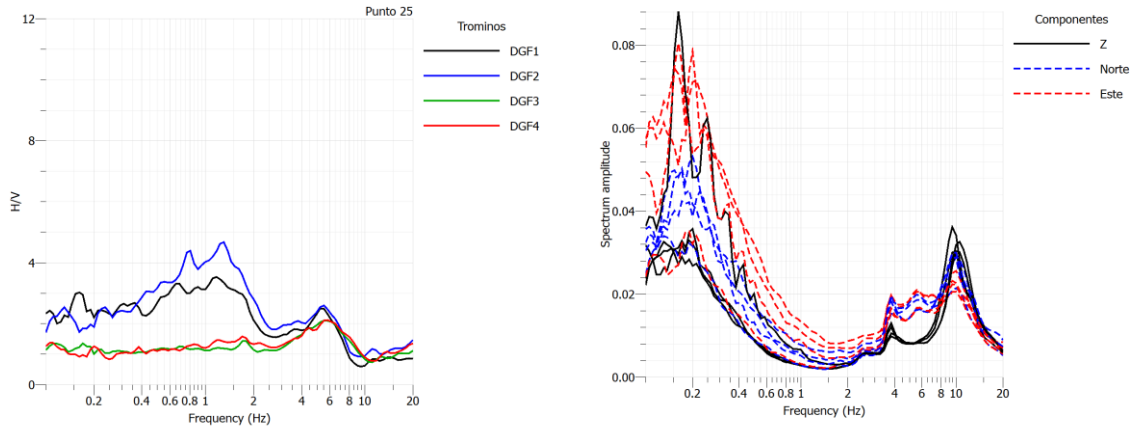 Punto 25
12
8
4
0
H/V
0.2 0.4 0.6 0.8 1 2 4 6 8 10 20
Frequency (Hz)
Trominos
DGF1
DGF2
DGF3
DGF4
0.08
0.06
0.04
0.02
0.00
Spectrum amplitude
0.2 0.4 0.6 0.8 1 2 4 6 8 10 20
Frequency (Hz)
Componentes
Z
Norte
Este